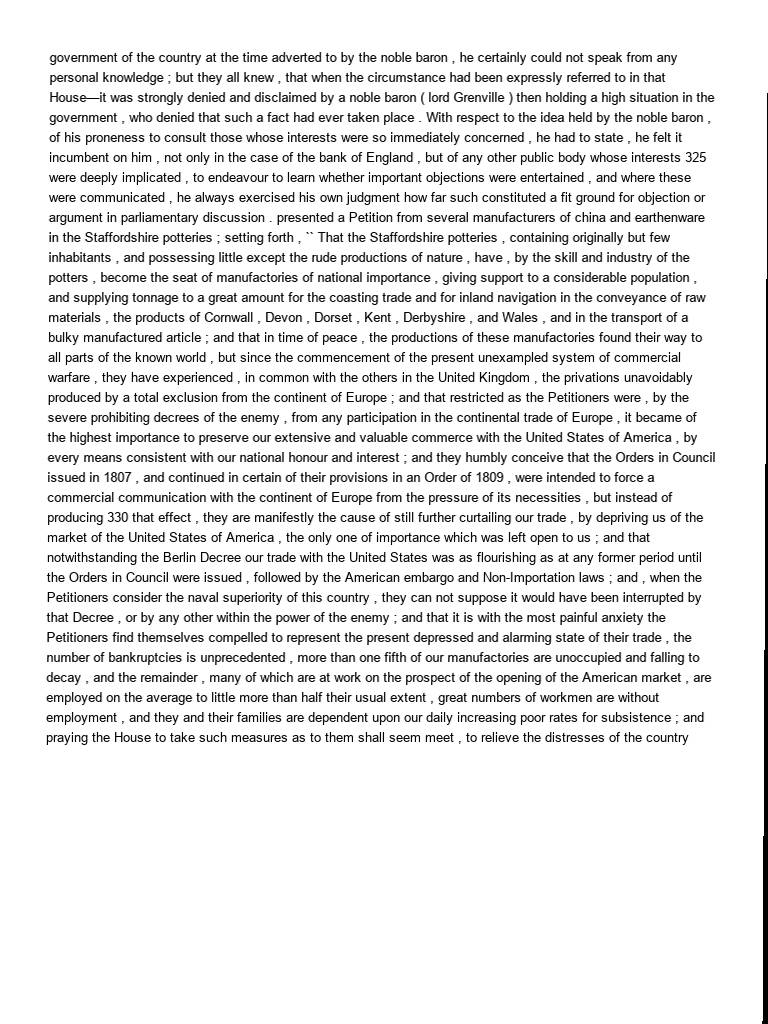 government of the country at the time adverted to by the noble baron , he certainly could not speak from any
personal knowledge ; but they all knew , that when the circumstance had been expressly referred to in that
House—it was strongly denied and disclaimed by a noble baron ( lord Grenville ) then holding a high situation in the
government , who denied that such a fact had ever taken place . With respect to the idea held by the noble baron ,
of his proneness to consult those whose interests were so immediately concerned , he had to state , he felt it
incumbent on him , not only in the case of the bank of England , but of any other public body whose interests 325
were deeply implicated , to endeavour to learn whether important objections were entertained , and where these
were communicated , he always exercised his own judgment how far such constituted a fit ground for objection or
argument in parliamentary discussion . presented a Petition from several manufacturers of china and earthenware
in the Staffordshire potteries ; setting forth , `` That the Staffordshire potteries , containing originally but few
inhabitants , and possessing little except the rude productions of nature , have , by the skill and industry of the
potters , become the seat of manufactories of national importance , giving support to a considerable population ,
and supplying tonnage to a great amount for the coasting trade and for inland navigation in the conveyance of raw
materials , the products of Cornwall , Devon , Dorset , Kent , Derbyshire , and Wales , and in the transport of a
bulky manufactured article ; and that in time of peace , the productions of these manufactories found their way to
all parts of the known world , but since the commencement of the present unexampled system of commercial
warfare , they have experienced , in common with the others in the United Kingdom , the privations unavoidably
produced by a total exclusion from the continent of Europe ; and that restricted as the Petitioners were , by the
severe prohibiting decrees of the enemy , from any participation in the continental trade of Europe , it became of
the highest importance to preserve our extensive and valuable commerce with the United States of America , by
every means consistent with our national honour and interest ; and they humbly conceive that the Orders in Council
issued in 1807 , and continued in certain of their provisions in an Order of 1809 , were intended to force a
commercial communication with the continent of Europe from the pressure of its necessities , but instead of
producing 330 that effect , they are manifestly the cause of still further curtailing our trade , by depriving us of the
market of the United States of America , the only one of importance which was left open to us ; and that
notwithstanding the Berlin Decree our trade with the United States was as flourishing as at any former period until
the Orders in Council were issued , followed by the American embargo and Non-Importation laws ; and , when the
Petitioners consider the naval superiority of this country , they can not suppose it would have been interrupted by
that Decree , or by any other within the power of the enemy ; and that it is with the most painful anxiety the
Petitioners find themselves compelled to represent the present depressed and alarming state of their trade , the
number of bankruptcies is unprecedented , more than one fifth of our manufactories are unoccupied and falling to
decay , and the remainder , many of which are at work on the prospect of the opening of the American market , are
employed on the average to little more than half their usual extent , great numbers of workmen are without
employment , and they and their families are dependent upon our daily increasing poor rates for subsistence ; and
praying the House to take such measures as to them shall seem meet , to relieve the distresses of the country